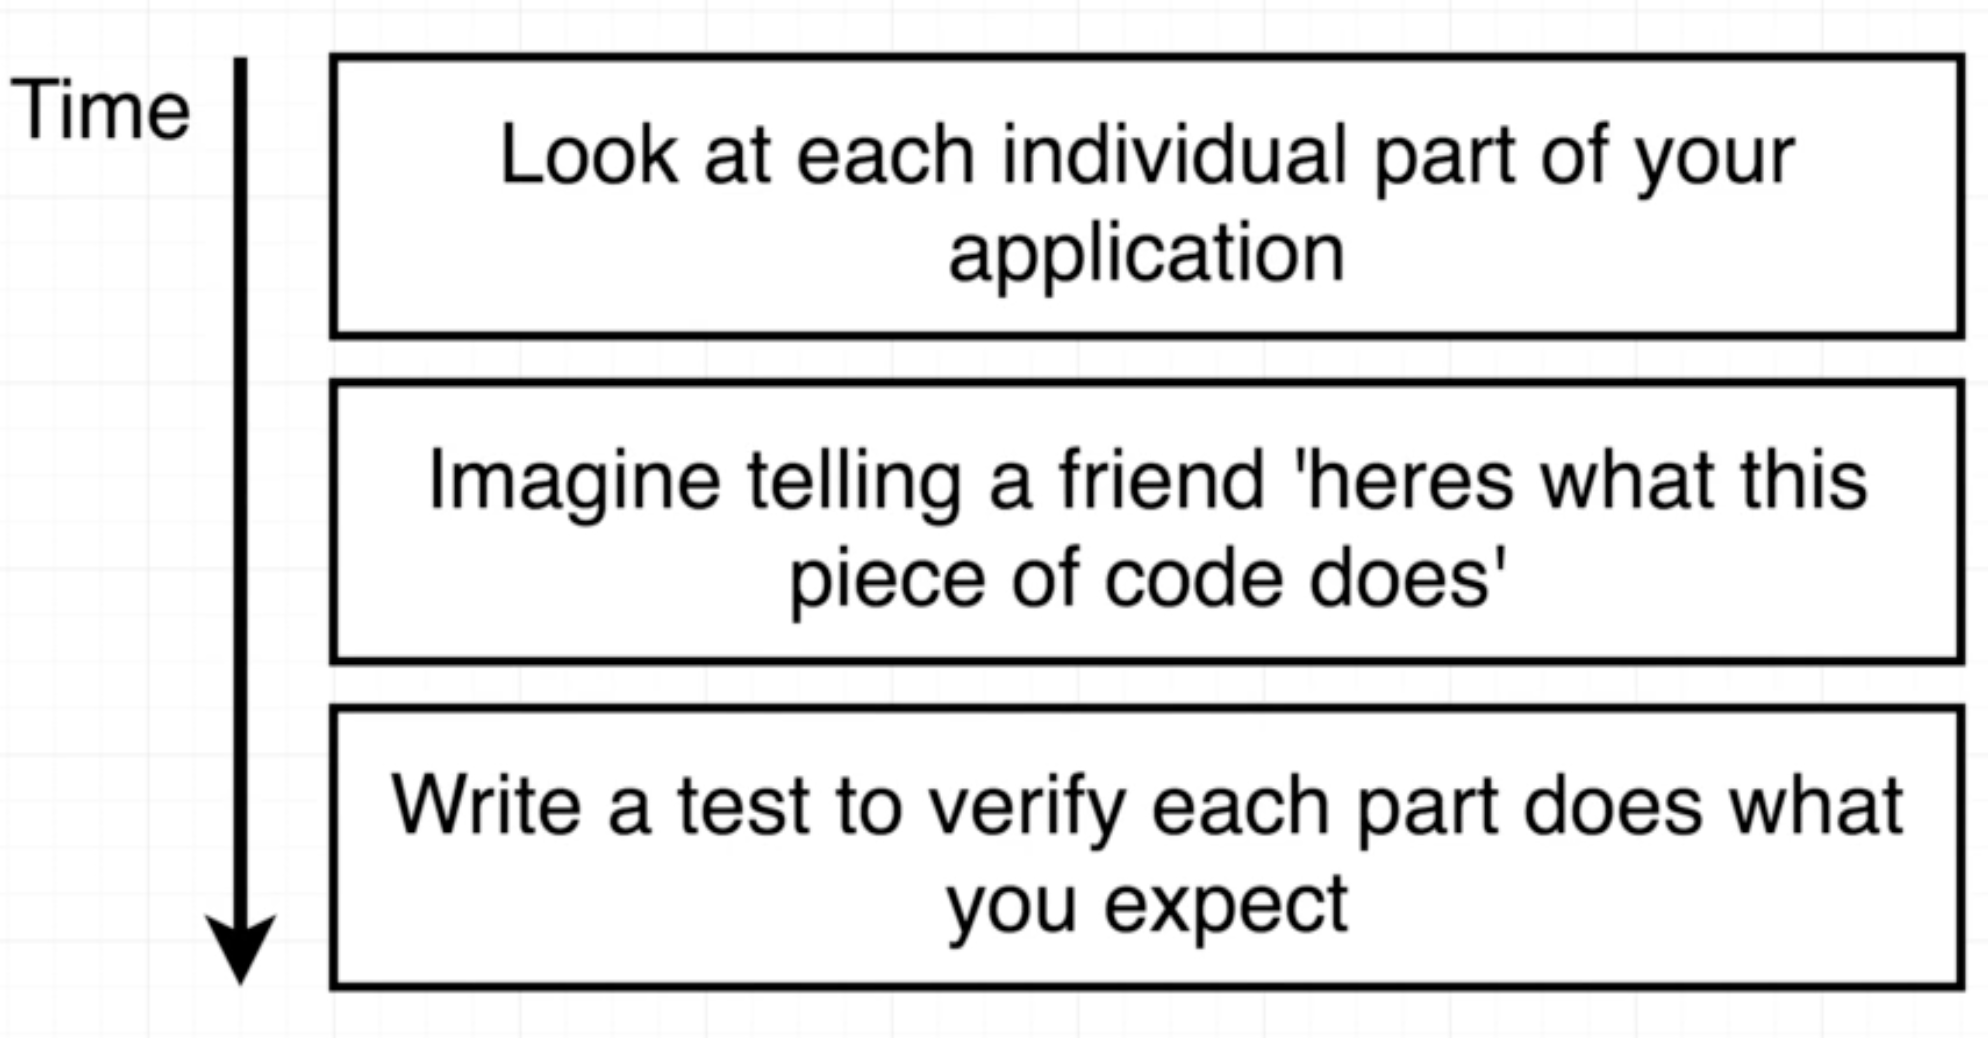 Time
Look at each individual part of your
application
Imagine telling a friend 'heres what this
piece of code does'
Write a test to verify each part does what
you expect